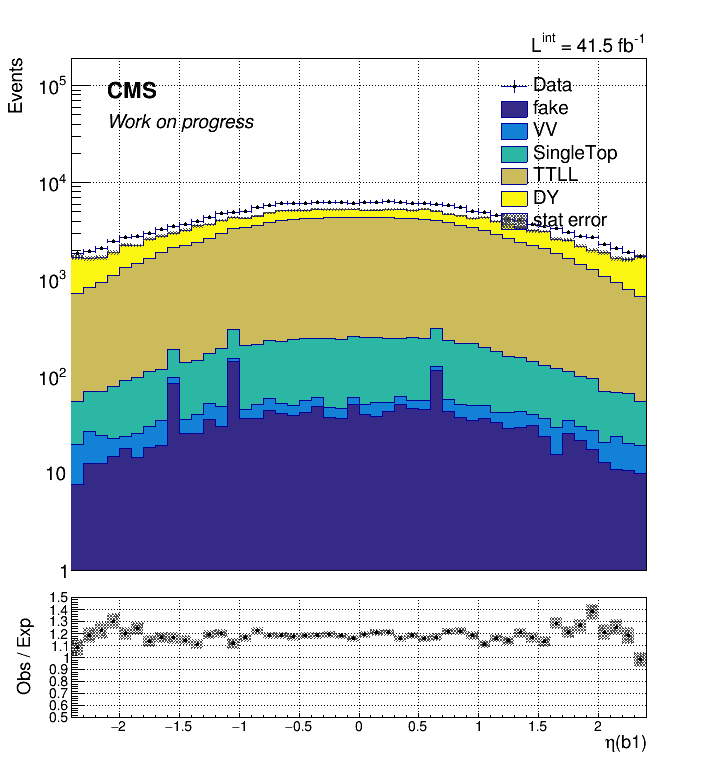 L^int = 41.5 fb^-1
Events
CMS
Work on progress
Data
fake
VV
SingleTop
TTLL
DY
stat error
10^5
10^4
10^3
10^2
10
1
Obs / Exp
1.5
1.4
1.3
1.2
1.1
1
0.9
0.8
0.7
0.6
0.5
−2 −1.5 −1 −0.5 0 0.5 1 1.5 2
η(b1)